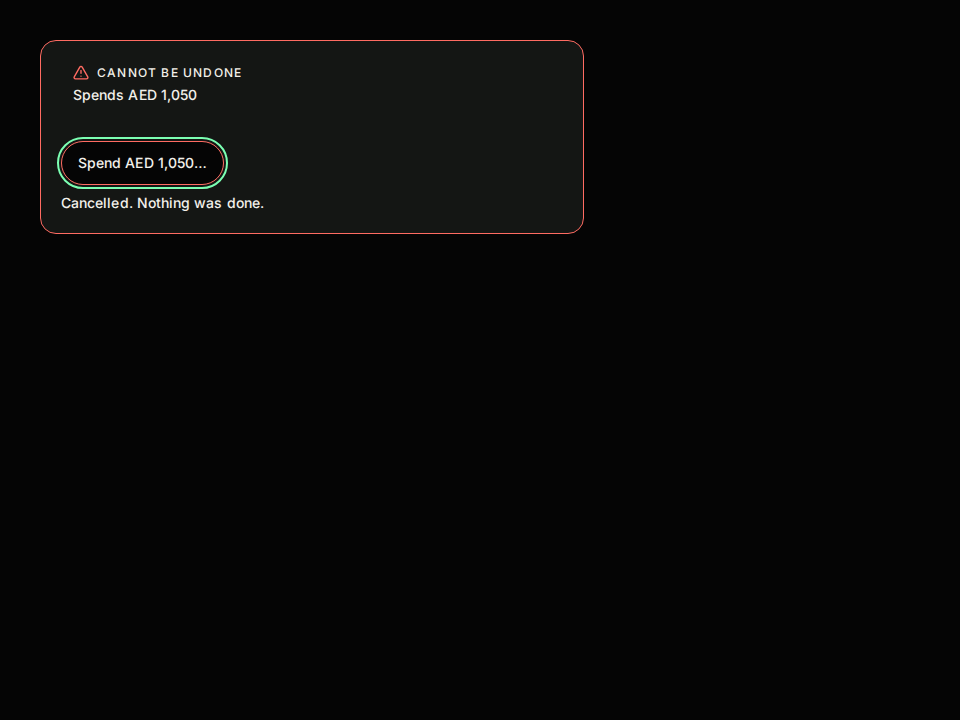 CANNOT BE UNDONE
Spends AED 1,050
Spend AED 1,050...
Cancelled. Nothing was done.